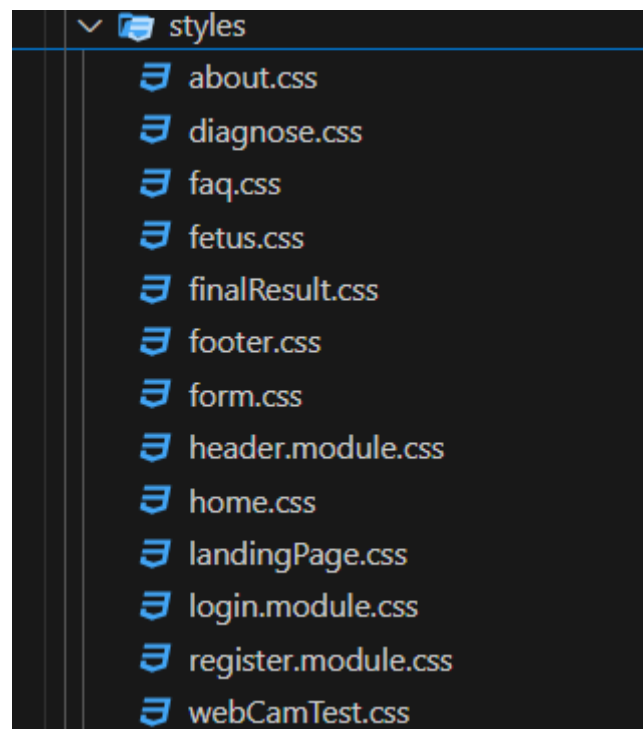 styles
about.css
diagnose.css
faq.css
fetus.css
finalResult.css
footer.css
form.css
header.module.css
home.css
landingPage.css
login.module.css
register.module.css
webCamTest.css